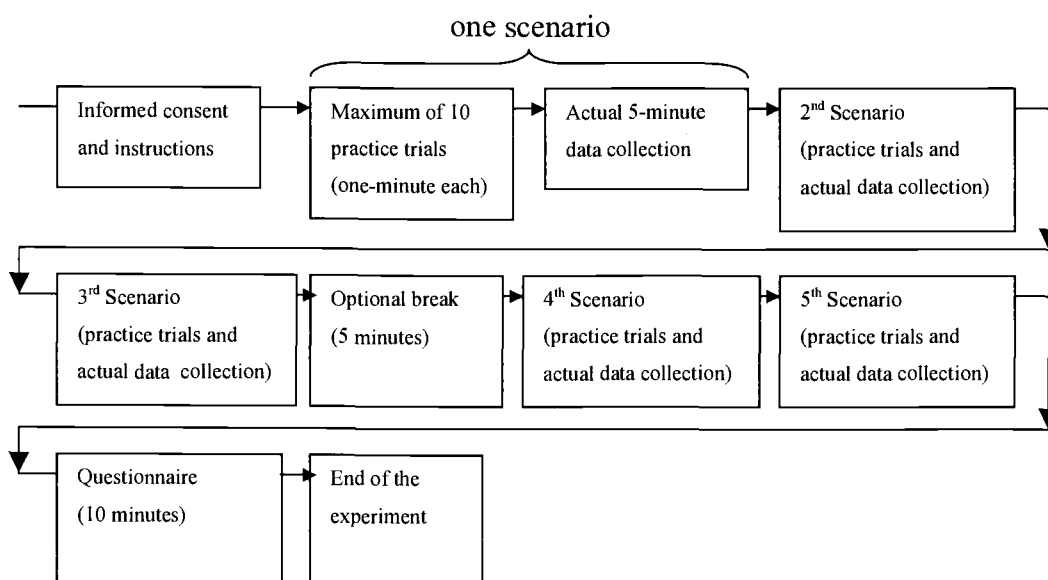 one scenario
Informed consent
and instructions
Maximum of 10
practice trials
(one-minute each)
Actual 5-minute
data collection
2nd Scenario
(practice trials and
actual data collection)
3rd Scenario
(practice trials and
actual data collection)
Optional break
(5 minutes)
4th Scenario
(practice trials and
actual data collection)
5th Scenario
(practice trials and
actual data collection)
Questionnaire
(10 minutes)
End of the
experiment